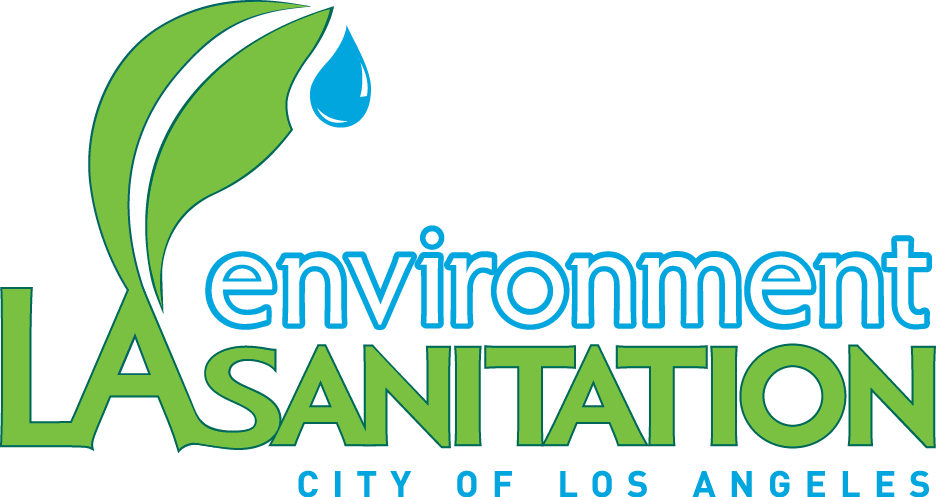 environment
LASANITATION
CITY OF LOS ANGELES